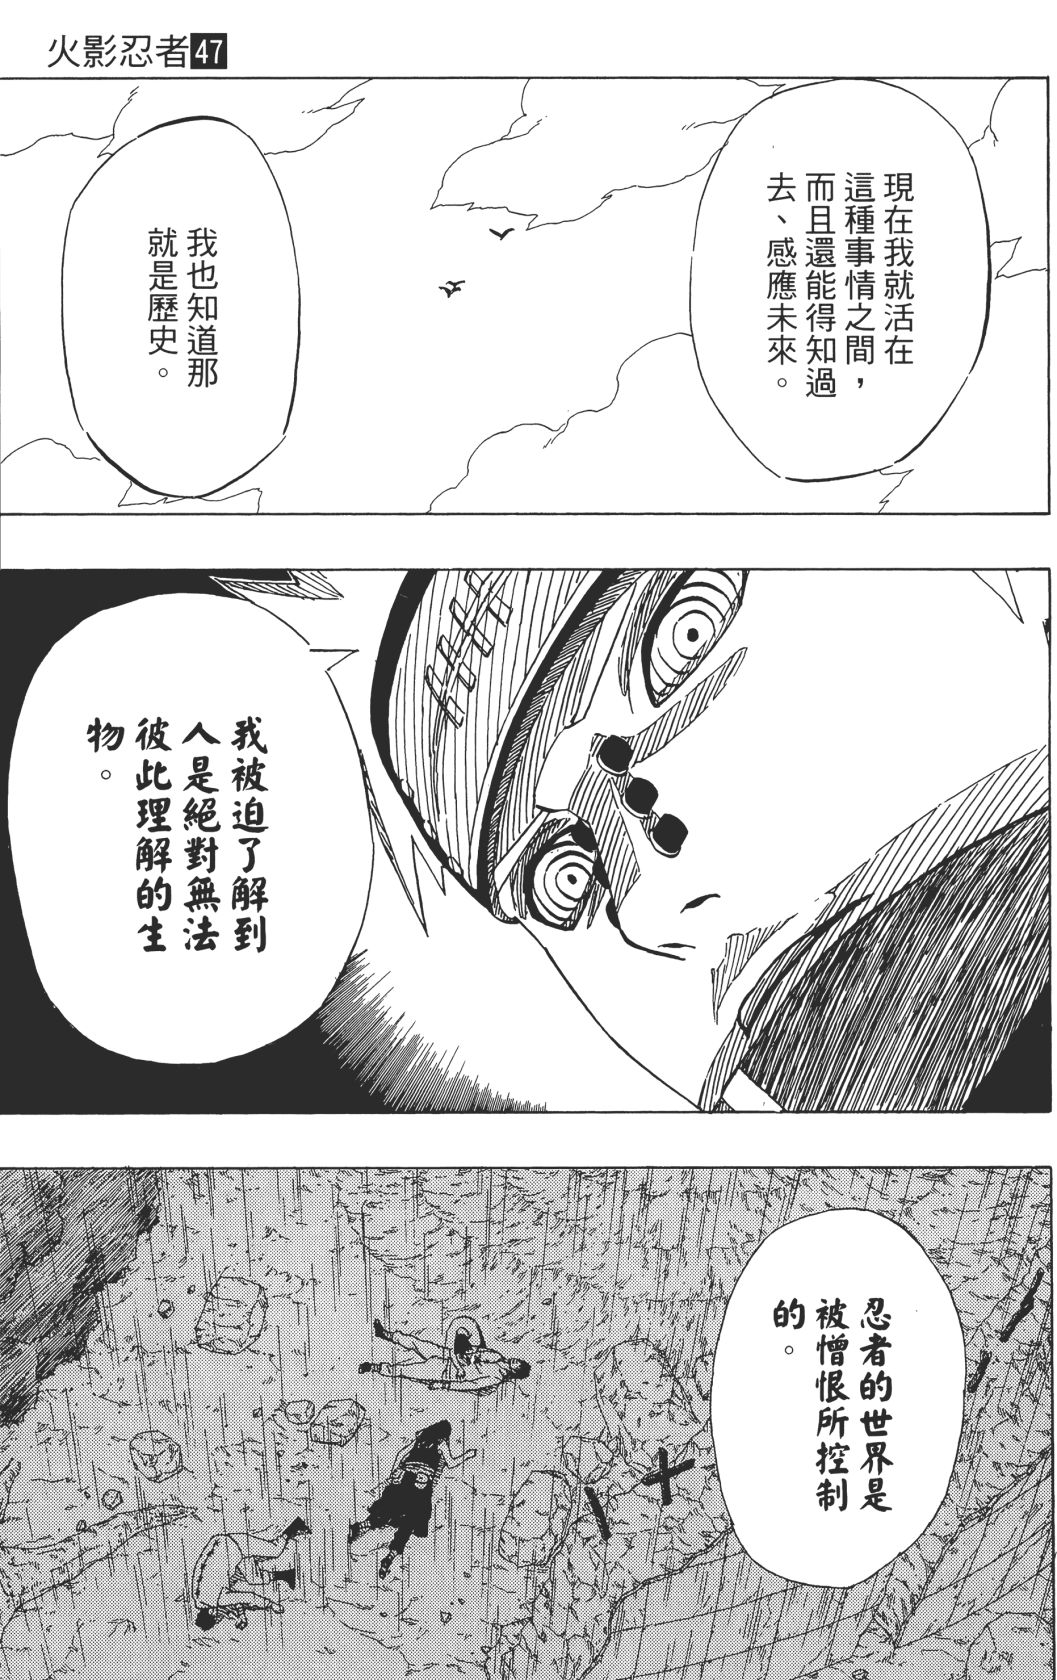 火影忍者47
現在我就活在
這種事情之間，
而且還能得知過
去、感應未來。
我也知道那
就是歷史。
我被迫了解到
人是絕對無法
彼此理解的生
物。
忍者的世界是
被憎恨所控制
的。